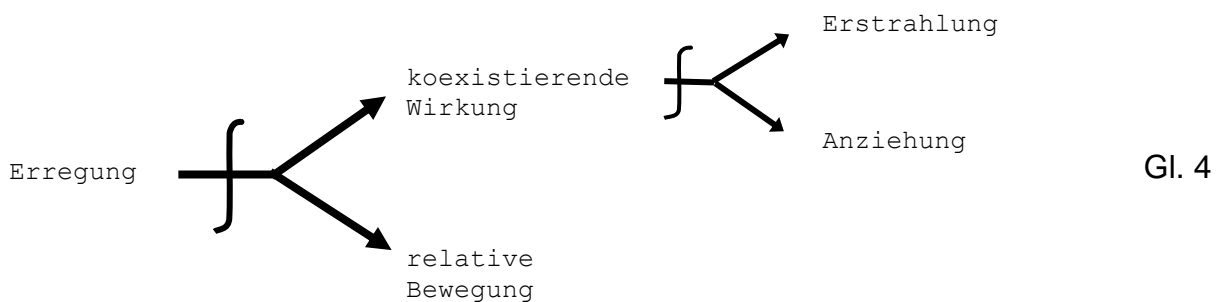 Erregung
koexistierende
Wirkung
relative
Bewegung
Erstrahlung
Anziehung
Gl. 4